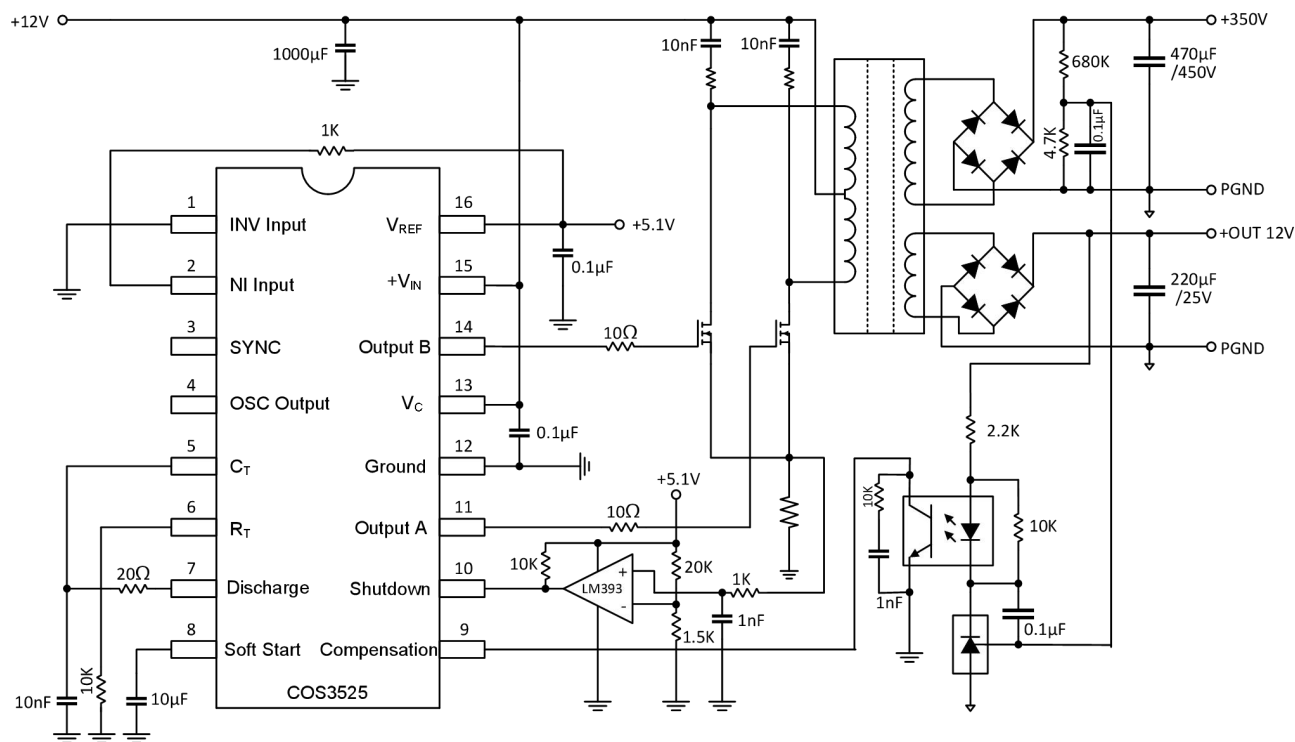 +12V
1000µF
10nF
10nF
+350V
680K
470µF
/450V
4.7K
0.1µF
PGND
1K
1
INV Input
2
NI Input
3
SYNC
4
OSC Output
5
CT
6
RT
7
Discharge
8
Soft Start
16
VREF
15
+VIN
14
Output B
13
VC
12
Ground
11
Output A
10
Shutdown
9
Compensation
COS3525
+5.1V
0.1µF
10Ω
0.1µF
+5.1V
10Ω
10K
LM393
+
-
20K
1.5K
1K
1nF
20Ω
10nF
10K
10µF
+OUT 12V
220µF
/25V
PGND
2.2K
10K
1nF
10K
0.1µF